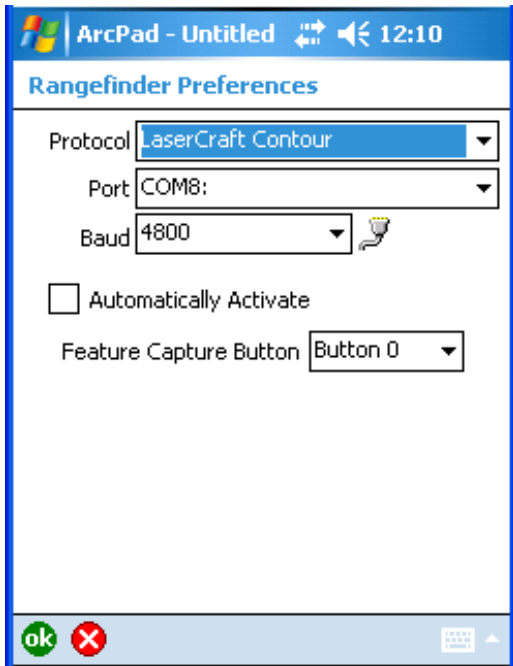 ArcPad - Untitled 12:10
Rangefinder Preferences
Protocol LaserCraft Contour
Port COM8:
Baud 4800
Automatically Activate
Feature Capture Button Button 0
ok